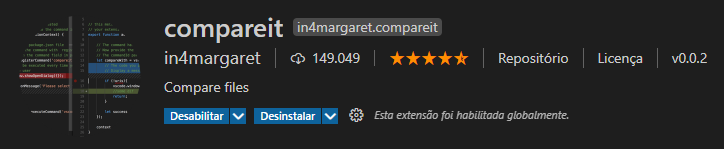 compareit in4margaret.compareit
in4margaret | 149.049 | Repositório | Licença | v0.0.2
Compare files
Desabilitar Desinstalar Esta extensão foi habilitada globalmente.